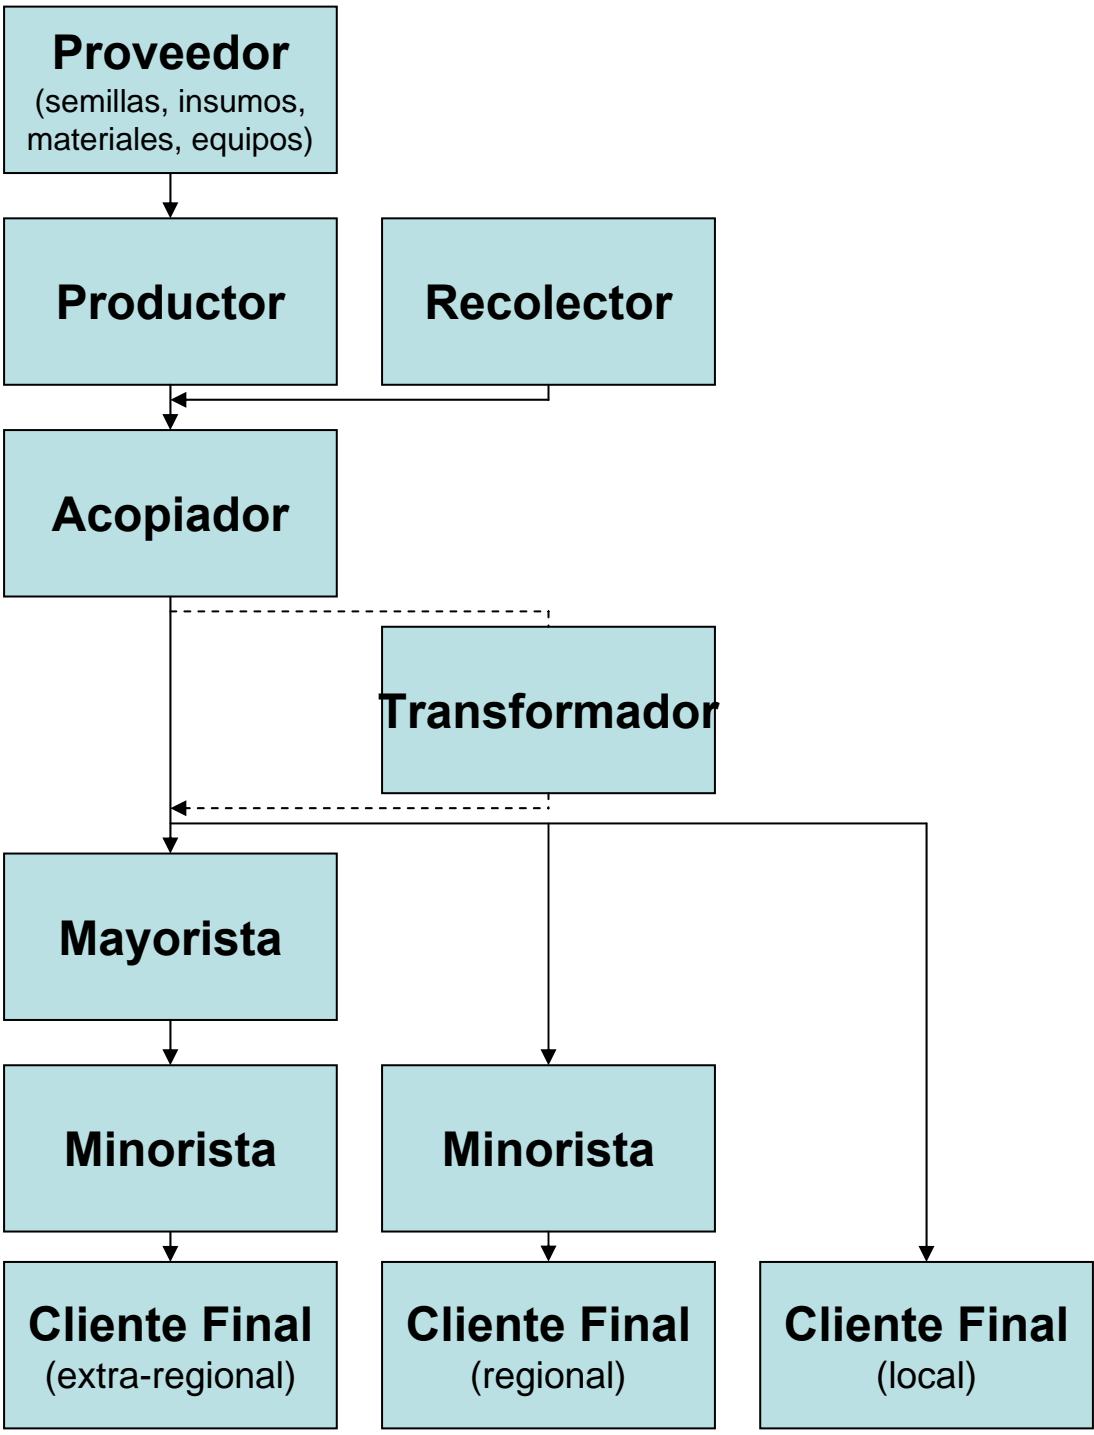 Proveedor
(semillas, insumos,
materiales, equipos)
Productor
Recolector
Acopiador
Transformador
Mayorista
Minorista
Minorista
Cliente Final
(extra-regional)
Cliente Final
(regional)
Cliente Final
(local)